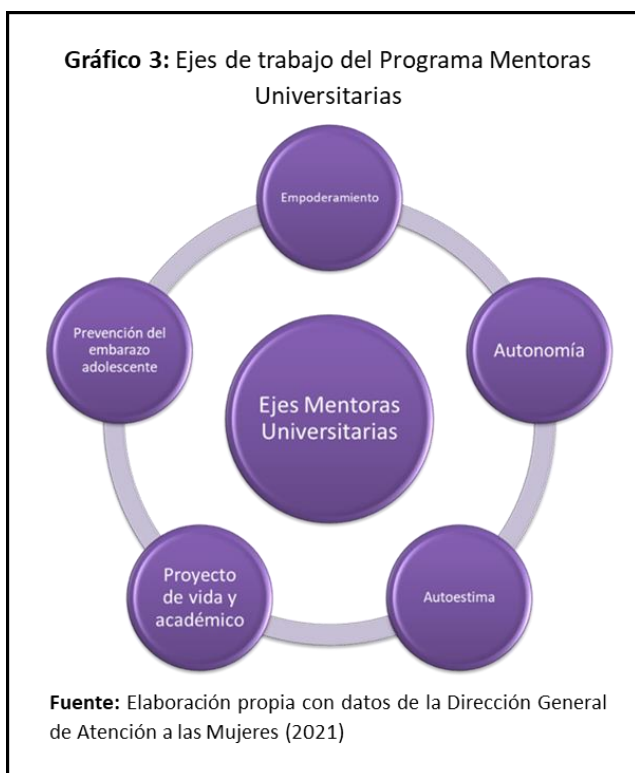 Gráfico 3: Ejes de trabajo del Programa Mentoras
Universitarias
Empoderamiento
Autonomía
Autoestima
Proyecto
de vida y
académico
Prevención del
embarazo
adolescente
Ejes Mentoras
Universitarias
Fuente: Elaboración propia con datos de la Dirección General
de Atención a las Mujeres (2021)